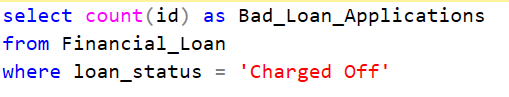 select count(id) as Bad_Loan_Applications
from Financial_Loan
where loan_status = 'Charged Off'